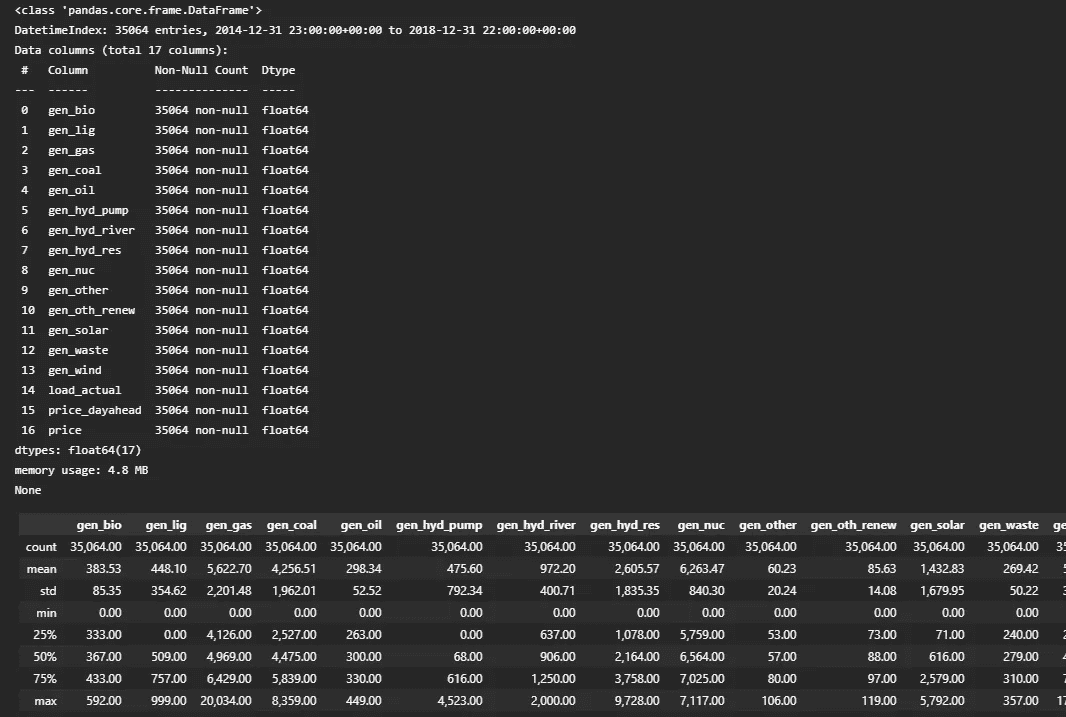 <class 'pandas.core.frame.DataFrame'>
DatetimeIndex: 35064 entries, 2014-12-31 23:00:00+00:00 to 2018-12-31 22:00:00+00:00
Data columns (total 17 columns):
 #   Column         Non-Null Count  Dtype
---  ------         --------------  -----
 0   gen_bio        35064 non-null  float64
 1   gen_lig        35064 non-null  float64
 2   gen_gas        35064 non-null  float64
 3   gen_coal       35064 non-null  float64
 4   gen_oil        35064 non-null  float64
 5   gen_hyd_pump   35064 non-null  float64
 6   gen_hyd_river  35064 non-null  float64
 7   gen_hyd_res    35064 non-null  float64
 8   gen_nuc        35064 non-null  float64
 9   gen_other      35064 non-null  float64
 10  gen_oth_renew  35064 non-null  float64
 11  gen_solar      35064 non-null  float64
 12  gen_waste      35064 non-null  float64
 13  gen_wind       35064 non-null  float64
 14  load_actual    35064 non-null  float64
 15  price_dayahead 35064 non-null  float64
 16  price          35064 non-null  float64
dtypes: float64(17)
memory usage: 4.8 MB
None
gen_bio gen_lig gen_gas gen_coal gen_oil gen_hyd_pump gen_hyd_river gen_hyd_res gen_nuc gen_other gen_oth_renew gen_solar gen_waste
count 35,064.00 35,064.00 35,064.00 35,064.00 35,064.00 35,064.00 35,064.00 35,064.00 35,064.00 35,064.00 35,064.00 35,064.00 35,064.00
mean 383.53 448.10 5,622.70 4,256.51 298.34 475.60 972.20 2,605.57 6,263.47 60.23 85.63 1,432.83 269.42
std 85.35 354.62 2,201.48 1,962.01 52.52 792.34 400.71 1,835.35 840.30 20.24 14.08 1,679.95 50.22
min 0.00 0.00 0.00 0.00 0.00 0.00 0.00 0.00 0.00 0.00 0.00 0.00 0.00
25% 333.00 0.00 4,126.00 2,527.00 263.00 0.00 637.00 1,078.00 5,759.00 53.00 73.00 71.00 240.00
50% 367.00 509.00 4,969.00 4,475.00 300.00 68.00 906.00 2,164.00 6,564.00 57.00 88.00 616.00 279.00
75% 433.00 757.00 6,429.00 5,839.00 330.00 616.00 1,250.00 3,758.00 7,025.00 80.00 97.00 2,579.00 310.00
max 592.00 999.00 20,034.00 8,359.00 449.00 4,523.00 2,000.00 9,728.00 7,117.00 106.00 119.00 5,792.00 357.00